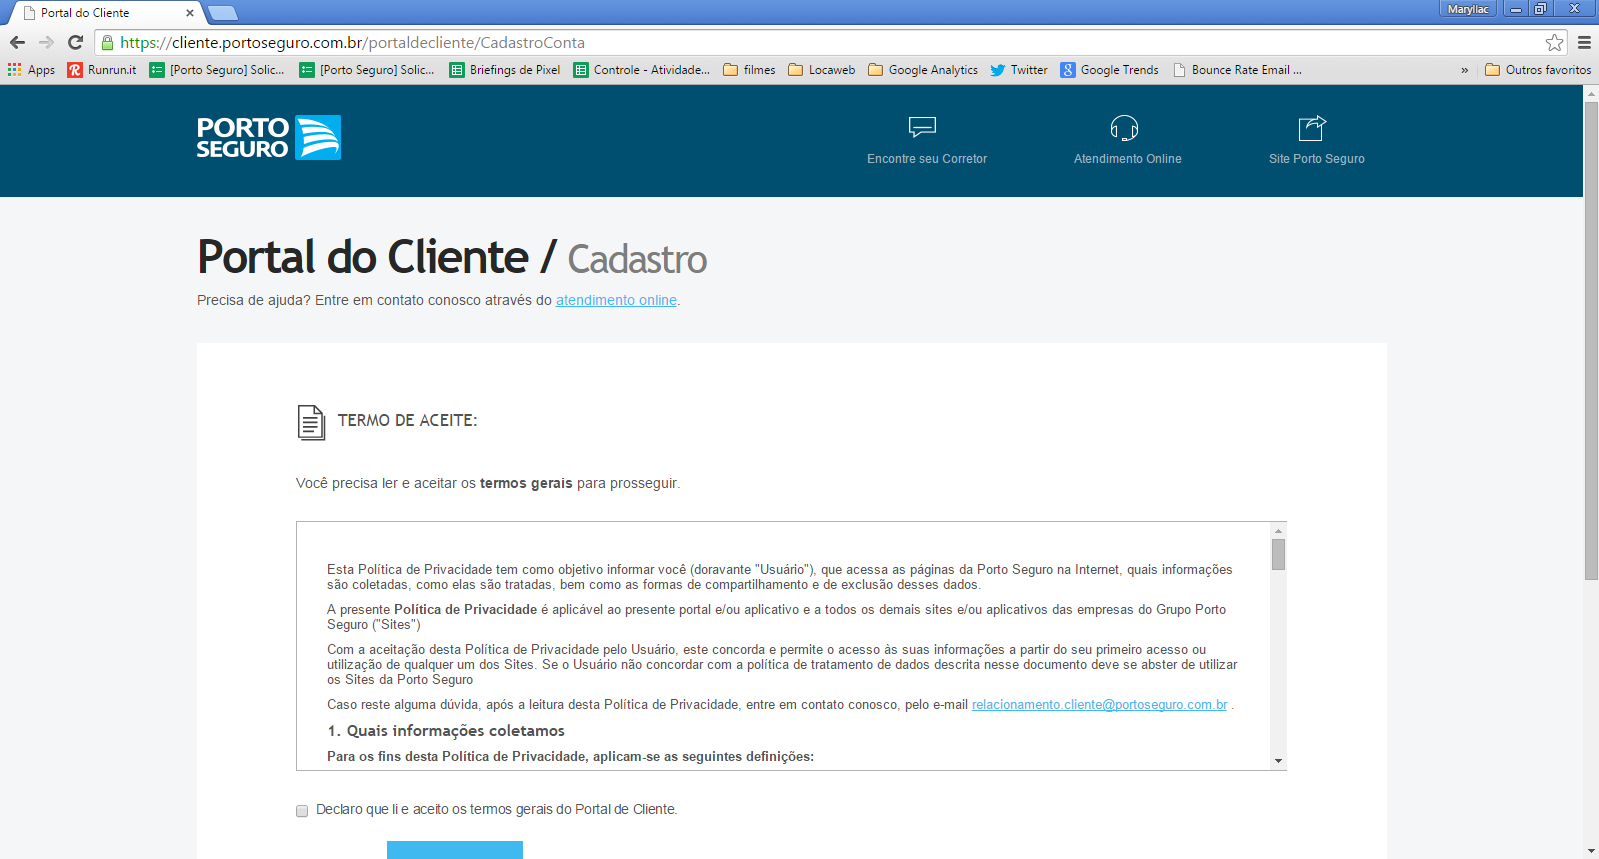 Portal do Cliente
Maryllac
https://cliente.portoseguro.com.br/portaldecliente/CadastroConta
Apps
Runrun.it
[Porto Seguro] Solic...
[Porto Seguro] Solic...
Briefings de Pixel
Controle - Atividade...
filmes
Locaweb
Google Analytics
Twitter
Google Trends
Bounce Rate Email ...
»
Outros favoritos
PORTO
SEGURO
Encontre seu Corretor
Atendimento Online
Site Porto Seguro
Portal do Cliente / Cadastro
Precisa de ajuda? Entre em contato conosco através do atendimento online.
TERMO DE ACEITE:
Você precisa ler e aceitar os termos gerais para prosseguir.
Esta Política de Privacidade tem como objetivo informar você (doravante "Usuário"), que acessa as páginas da Porto Seguro na Internet, quais informações
são coletadas, como elas são tratadas, bem como as formas de compartilhamento e de exclusão desses dados.
A presente Política de Privacidade é aplicável ao presente portal e/ou aplicativo e a todos os demais sites e/ou aplicativos das empresas do Grupo Porto
Seguro ("Sites")
Com a aceitação desta Política de Privacidade pelo Usuário, este concorda e permite o acesso às suas informações a partir do seu primeiro acesso ou
utilização de qualquer um dos Sites. Se o Usuário não concordar com a política de tratamento de dados descrita nesse documento deve se abster de utilizar
os Sites da Porto Seguro
Caso reste alguma dúvida, após a leitura desta Política de Privacidade, entre em contato conosco, pelo e-mail relacionamento.cliente@portoseguro.com.br .
1. Quais informações coletamos
Para os fins desta Política de Privacidade, aplicam-se as seguintes definições:
Declaro que li e aceito os termos gerais do Portal de Cliente.